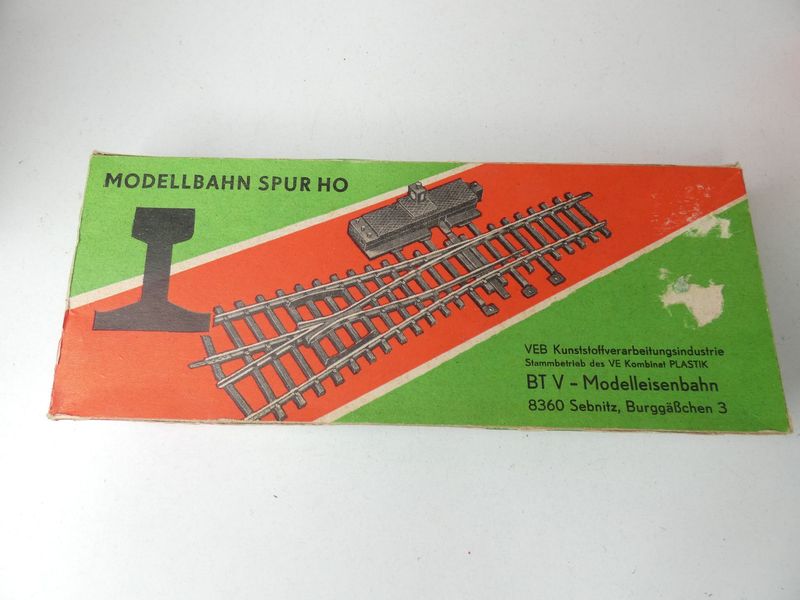 MODELLBAHN SPUR HO
VEB Kunststoffverarbeitungsindustrie
Stammbetrieb des VE Kombinat PLASTIK
BT V - Modelleisenbahn
8360 Sebnitz, Burggäßchen 3